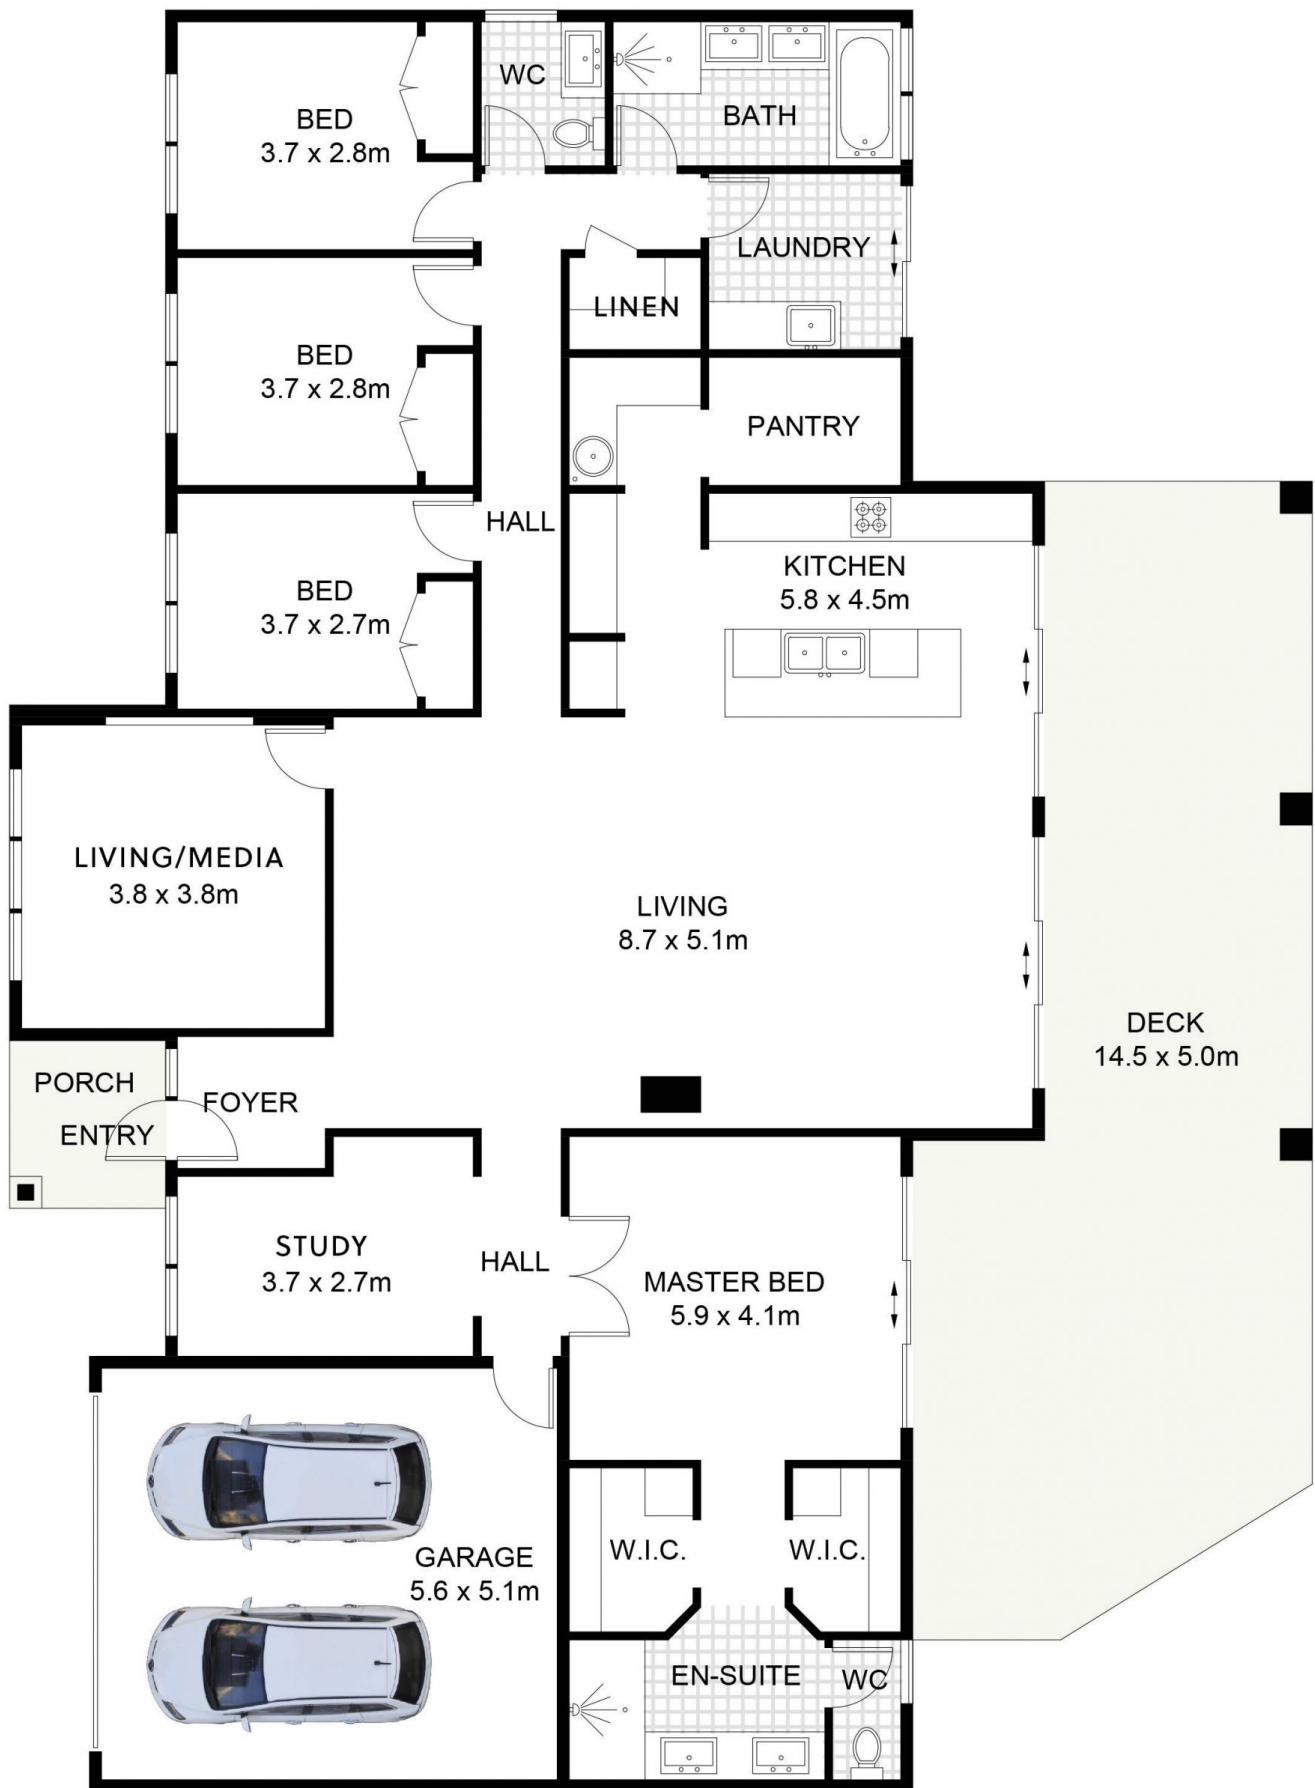 WC
BED
3.7 x 2.8m
BATH
LAUNDRY
LINEN
BED
3.7 x 2.8m
PANTRY
HALL
KITCHEN
5.8 x 4.5m
BED
3.7 x 2.7m
LIVING/MEDIA
3.8 x 3.8m
LIVING
8.7 x 5.1m
DECK
14.5 x 5.0m
PORCH
FOYER
ENTRY
STUDY
3.7 x 2.7m
HALL
MASTER BED
5.9 x 4.1m
GARAGE
5.6 x 5.1m
W.I.C.
W.I.C.
EN-SUITE
WC